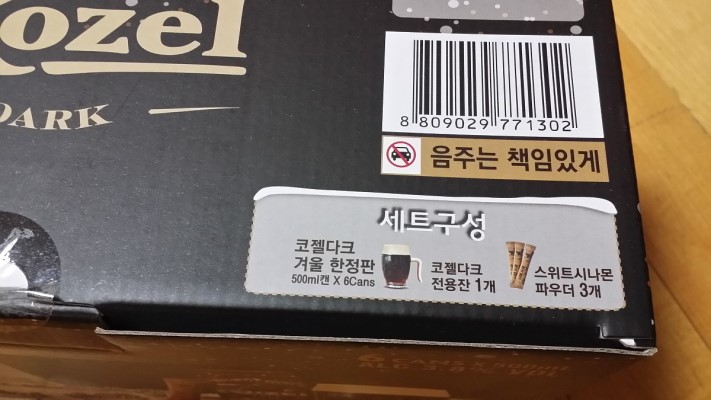 Kozel
DARK
8 809029 771302
음주는 책임있게
세트구성
코젤다크
겨울 한정판
500ml캔 X 6Cans
코젤다크
전용잔 1개
스위트시나몬
파우더 3개